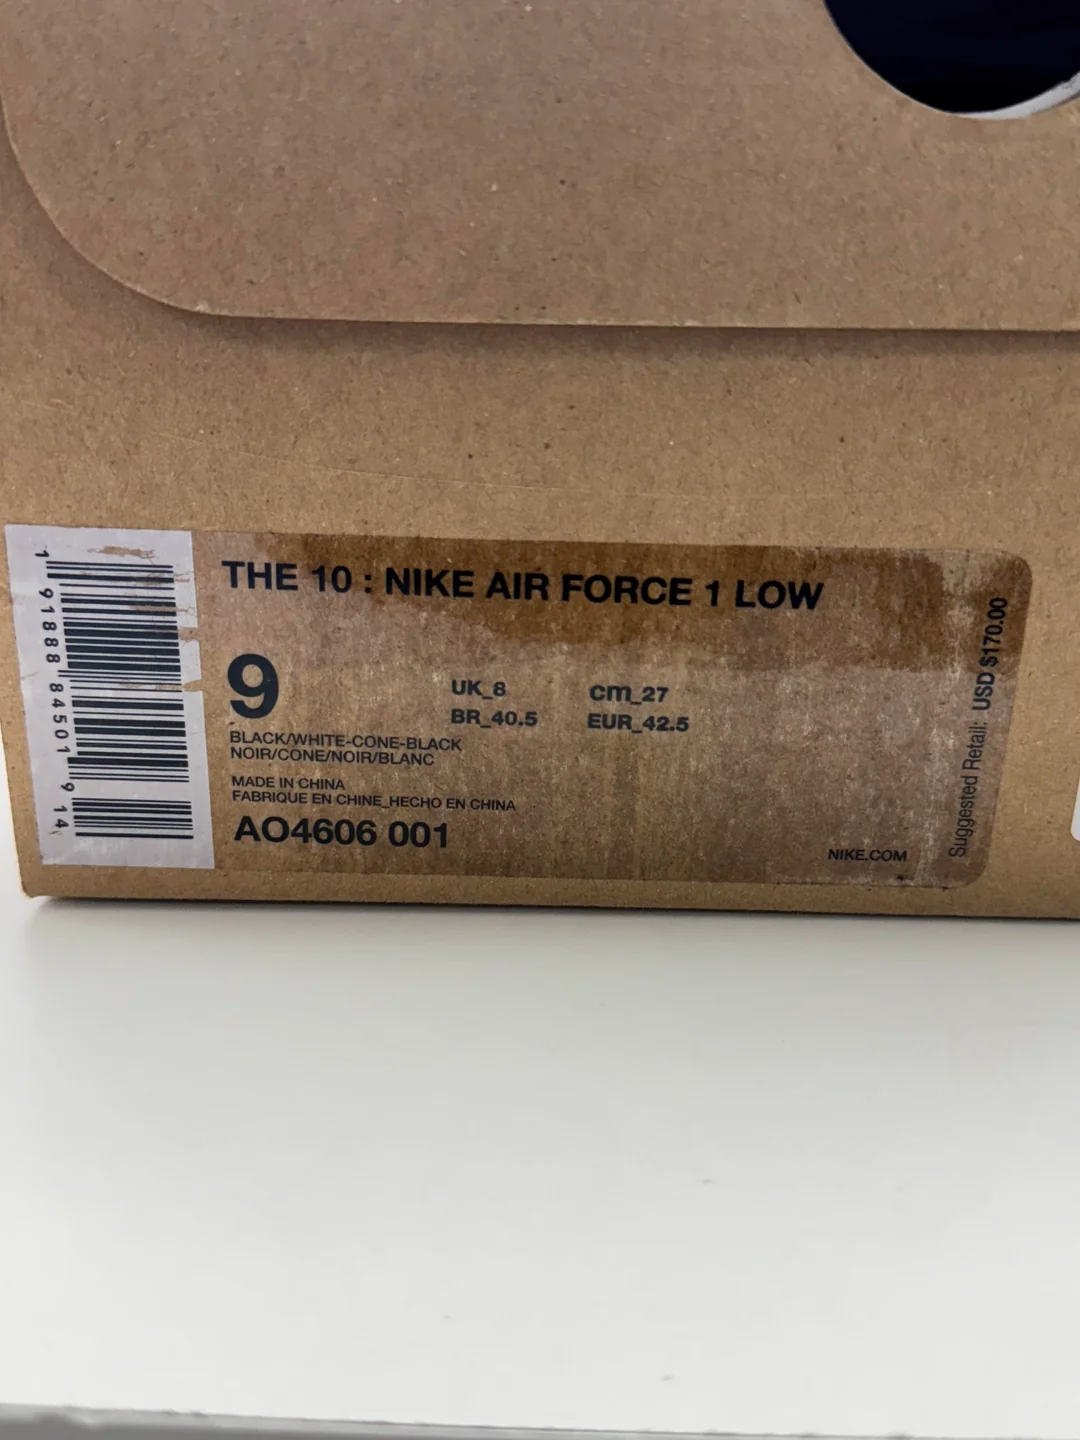 THE 10 : NIKE AIR FORCE 1 LOW
9
UK_8 cm_27
BR_40.5 EUR_42.5
BLACK/WHITE-CONE-BLACK
NOIR/CONE/NOIR/BLANC
MADE IN CHINA
FABRIQUE EN CHINE_HECHO EN CHINA
AO4606 001
NIKE.COM
Suggested Retail: USD $170.00
1 91888 84501 9 14